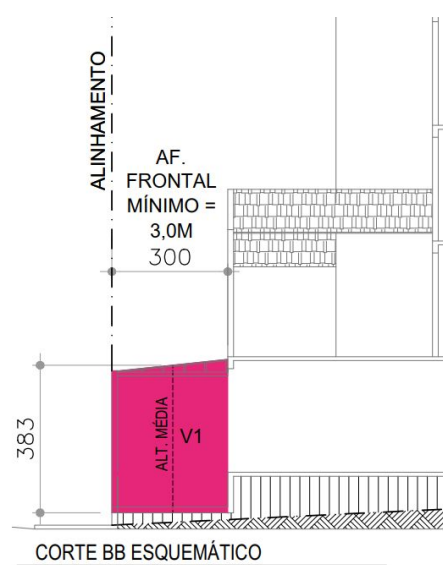 ALINHAMENTO
AF.
FRONTAL
MÍNIMO =
3,0M
300
383
ALT. MÉDIA
V1
CORTE BB ESQUEMÁTICO